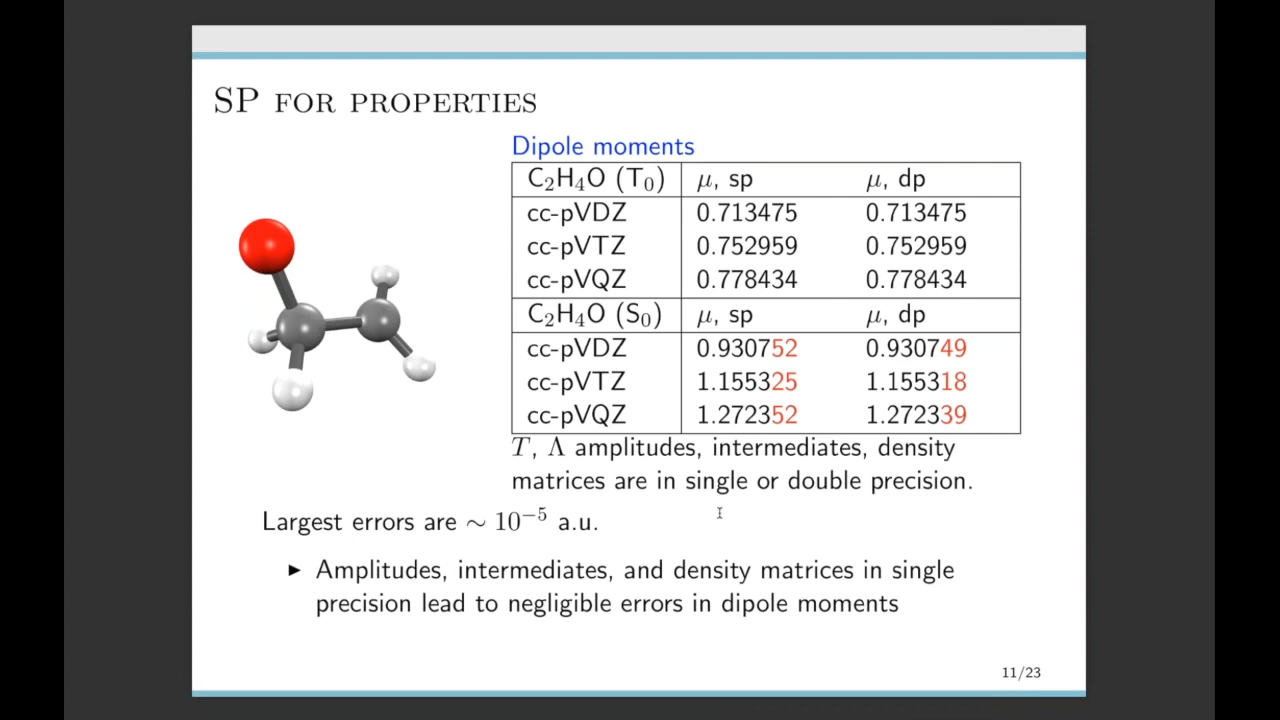 SP FOR PROPERTIES
Dipole moments
C₂H₄O (T₀) μ, sp μ, dp
cc-pVDZ 0.713475 0.713475
cc-pVTZ 0.752959 0.752959
cc-pVQZ 0.778434 0.778434
C₂H₄O (S₀) μ, sp μ, dp
cc-pVDZ 0.930752 0.930749
cc-pVTZ 1.155325 1.155318
cc-pVQZ 1.272352 1.272339
T, Λ amplitudes, intermediates, density
matrices are in single or double precision.
Largest errors are ∼ 10⁻⁵ a.u.
▶ Amplitudes, intermediates, and density matrices in single
precision lead to negligible errors in dipole moments
11/23